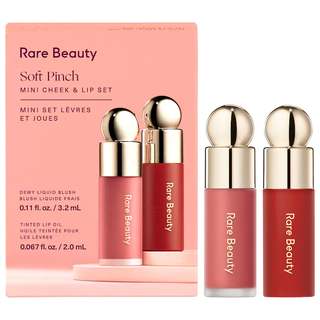 Rare Beauty
Soft Pinch
MINI CHEEK & LIP SET
MINI SET LÈVRES
ET JOUES
DEWY LIQUID BLUSH
BLUSH LIQUIDE FRAIS
0.11 fl. oz. / 3.2 mL
TINTED LIP OIL
HUILE TEINTÉE POUR
LES LÈVRES
0.067 fl. oz. / 2.0 mL
Rare Beauty
Rare Beauty
Rare Beauty
Rare Beauty